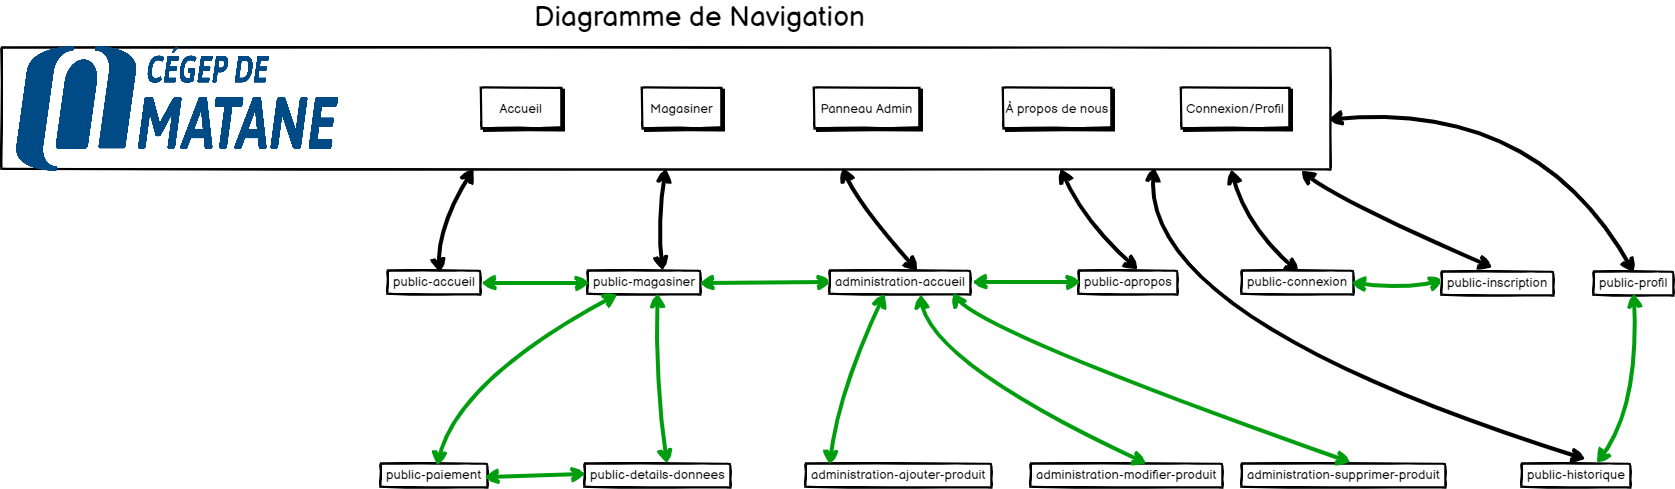 Diagramme de Navigation
CÉGEP DE
MATANE
Accueil
Magasiner
Panneau Admin
À propos de nous
Connexion/Profil
public-accueil
public-magasiner
administration-accueil
public-apropos
public-connexion
public-inscription
public-profil
public-paiement
public-details-donnees
administration-ajouter-produit
administration-modifier-produit
administration-supprimer-produit
public-historique